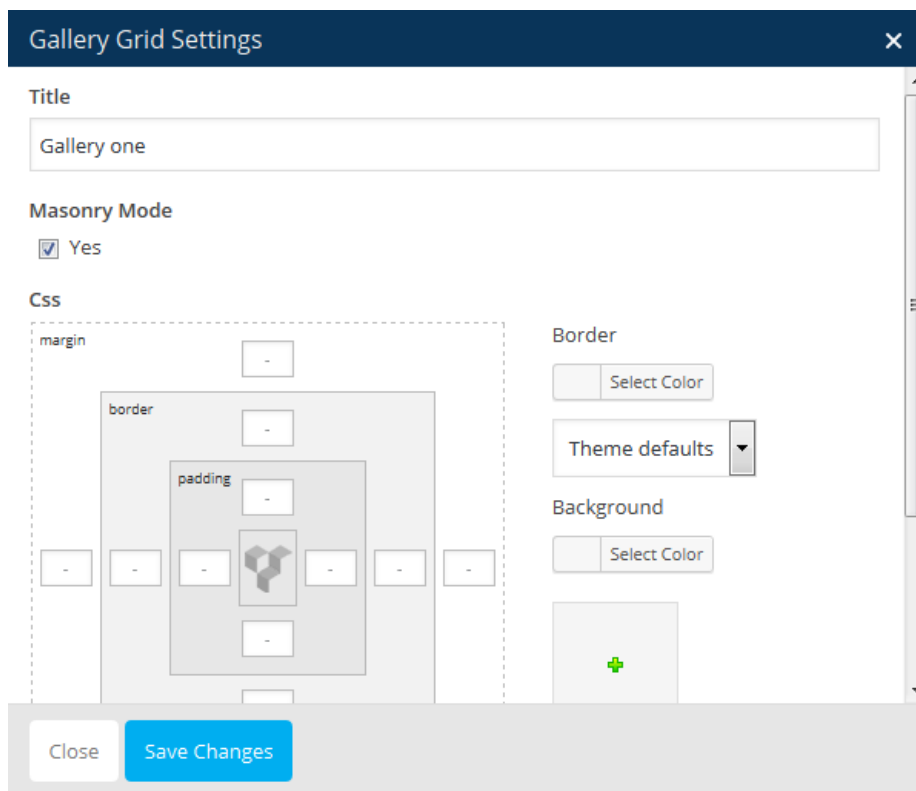 Gallery Grid Settings
Title
Gallery one
Masonry Mode
Yes
Css
margin
-
border
-
padding
-
- - - - - -
-
Border
Select Color
Theme defaults
Background
Select Color
Close
Save Changes